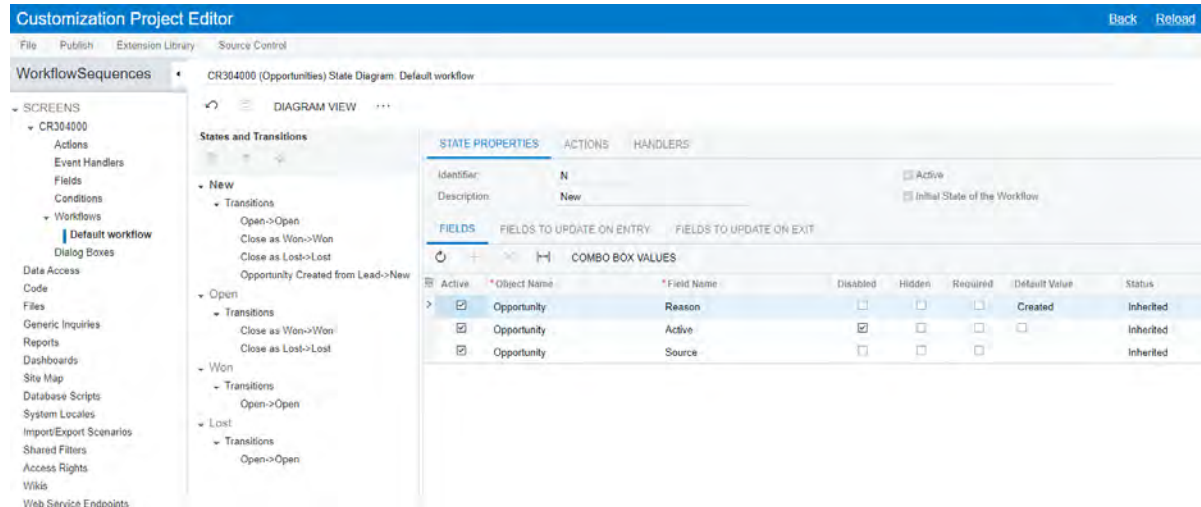 Customization Project Editor
Back Reload
File Publish Extension Library Source Control
WorkflowSequences
CR304000 (Opportunities) State Diagram: Default workflow
SCREENS
CR304000
Actions
Event Handlers
Fields
Conditions
Workflows
Default workflow
Dialog Boxes
Data Access
Code
Files
Generic Inquiries
Reports
Dashboards
Site Map
Database Scripts
System Locales
Import/Export Scenarios
Shared Filters
Access Rights
Wikis
Web Service Endpoints
DIAGRAM VIEW ...
States and Transitions
New
Transitions
Open->Open
Close as Won->Won
Close as Lost->Lost
Opportunity Created from Lead->New
Open
Transitions
Close as Won->Won
Close as Lost->Lost
Won
Transitions
Open->Open
Lost
Transitions
Open->Open
STATE PROPERTIES ACTIONS HANDLERS
Identifier: N Active
Description: New Initial State of the Workflow
FIELDS FIELDS TO UPDATE ON ENTRY FIELDS TO UPDATE ON EXIT
COMBO BOX VALUES
Active *Object Name *Field Name Disabled Hidden Required Default Value Status
Opportunity Reason Created Inherited
Opportunity Active Inherited
Opportunity Source Inherited